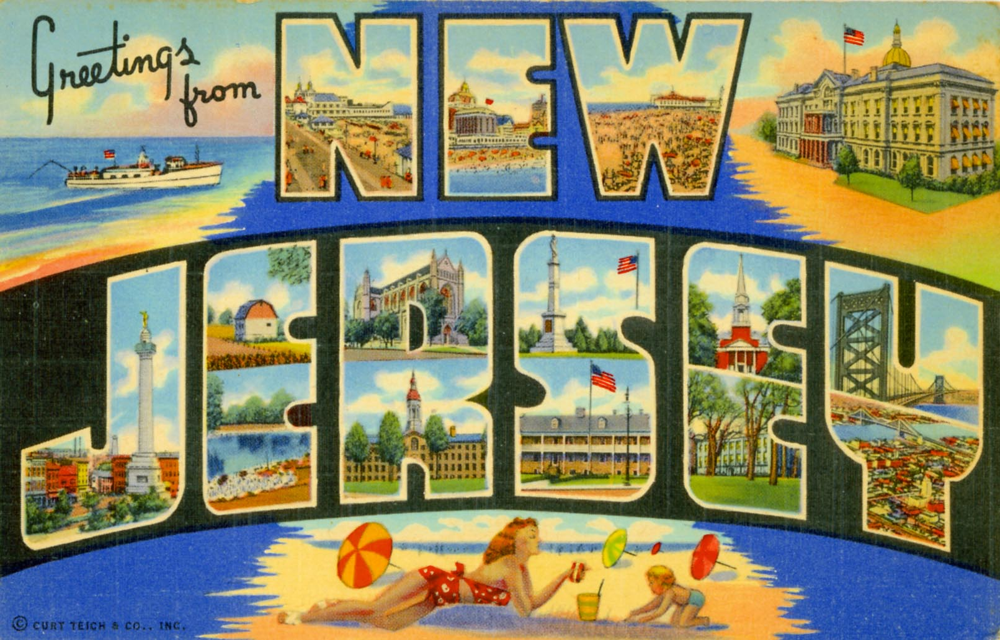 Greetings
from
NEW
JERSEY
© CURT TEICH & CO., INC.